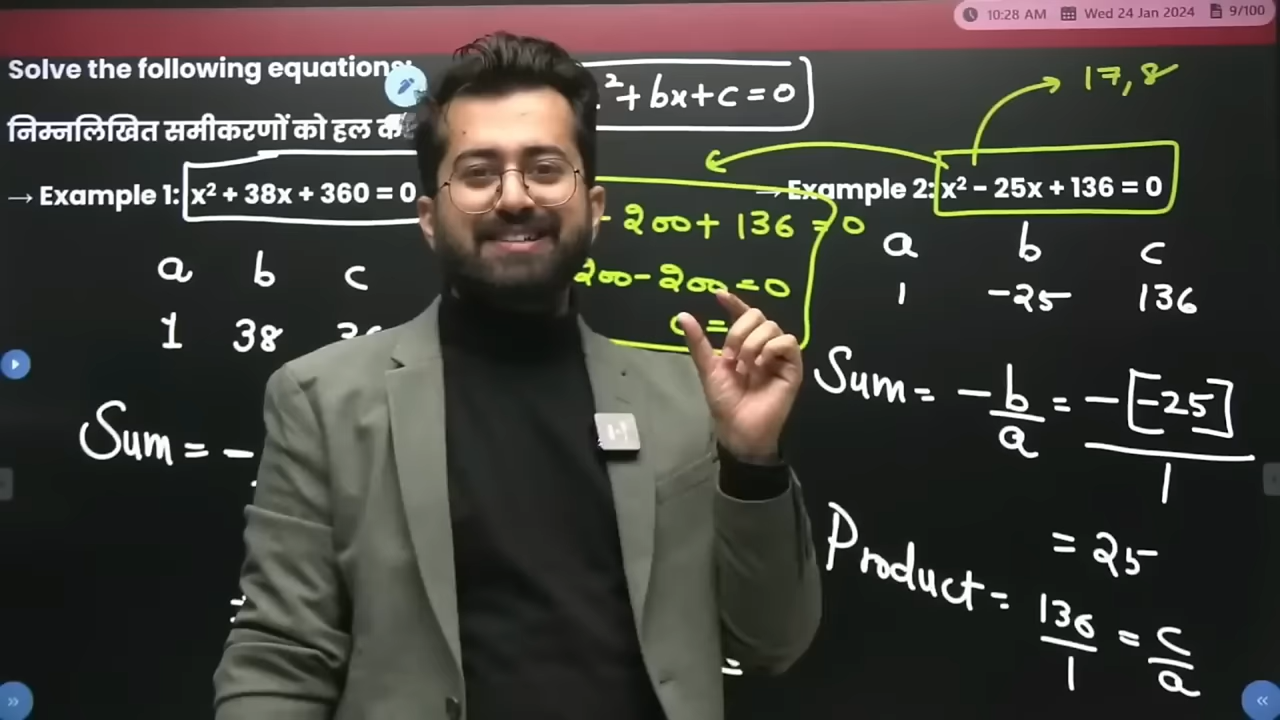 10:28 AM Wed 24 Jan 2024 9/100
Solve the following equations:
निम्नलिखित समीकरणों को हल
²+bx+c=0
17,8
→ Example 1: x² + 38x + 360 = 0
→ Example 2: x² - 25x + 136 = 0
- 200+ 136 = 0
200-200=0
c =
a b c
1 38
Sum = -
a b c
1 -25 136
Sum = -b/a = -[-25]/1
= 25
Product = 136/1 = c/a
=